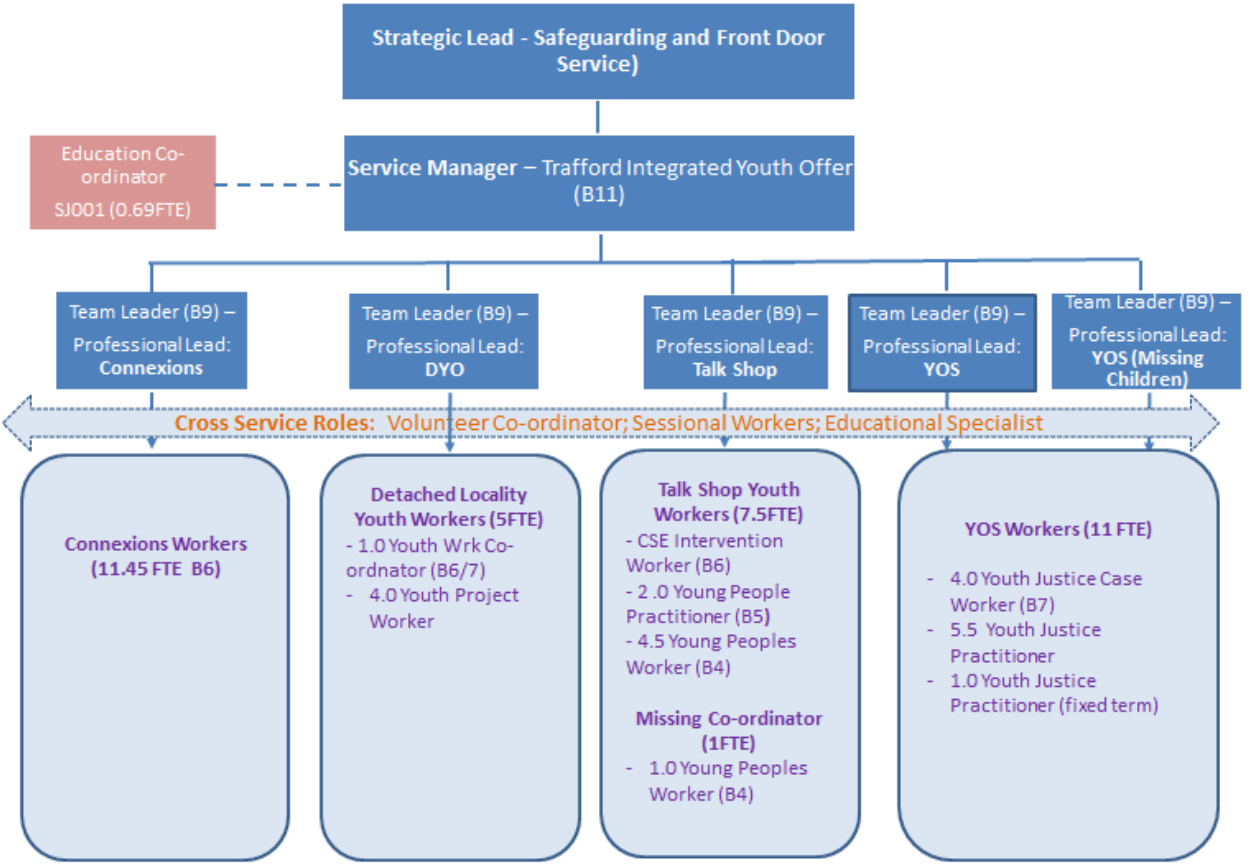 Strategic Lead - Safeguarding and Front Door
Service)
Education Co-
ordinator
SJ001 (0.69FTE)
Service Manager – Trafford Integrated Youth Offer
(B11)
Team Leader (B9) –
Professional Lead:
Connexions
Team Leader (B9) –
Professional Lead:
DYO
Team Leader (B9) –
Professional Lead:
Talk Shop
Team Leader (B9) –
Professional Lead:
YOS
Team Leader (B9) –
Professional Lead:
YOS (Missing
Children)
Cross Service Roles: Volunteer Co-ordinator; Sessional Workers; Educational Specialist
Connexions Workers
(11.45 FTE B6)
Detached Locality
Youth Workers (5FTE)
- 1.0 Youth Wrk Co-
ordnator (B6/7)
- 4.0 Youth Project
Worker
Talk Shop Youth
Workers (7.5FTE)
- CSE Intervention
Worker (B6)
- 2 .0 Young People
Practitioner (B5)
- 4.5 Young Peoples
Worker (B4)
Missing Co-ordinator
(1FTE)
- 1.0 Young Peoples
Worker (B4)
YOS Workers (11 FTE)
- 4.0 Youth Justice Case
Worker (B7)
- 5.5 Youth Justice
Practitioner
- 1.0 Youth Justice
Practitioner (fixed term)